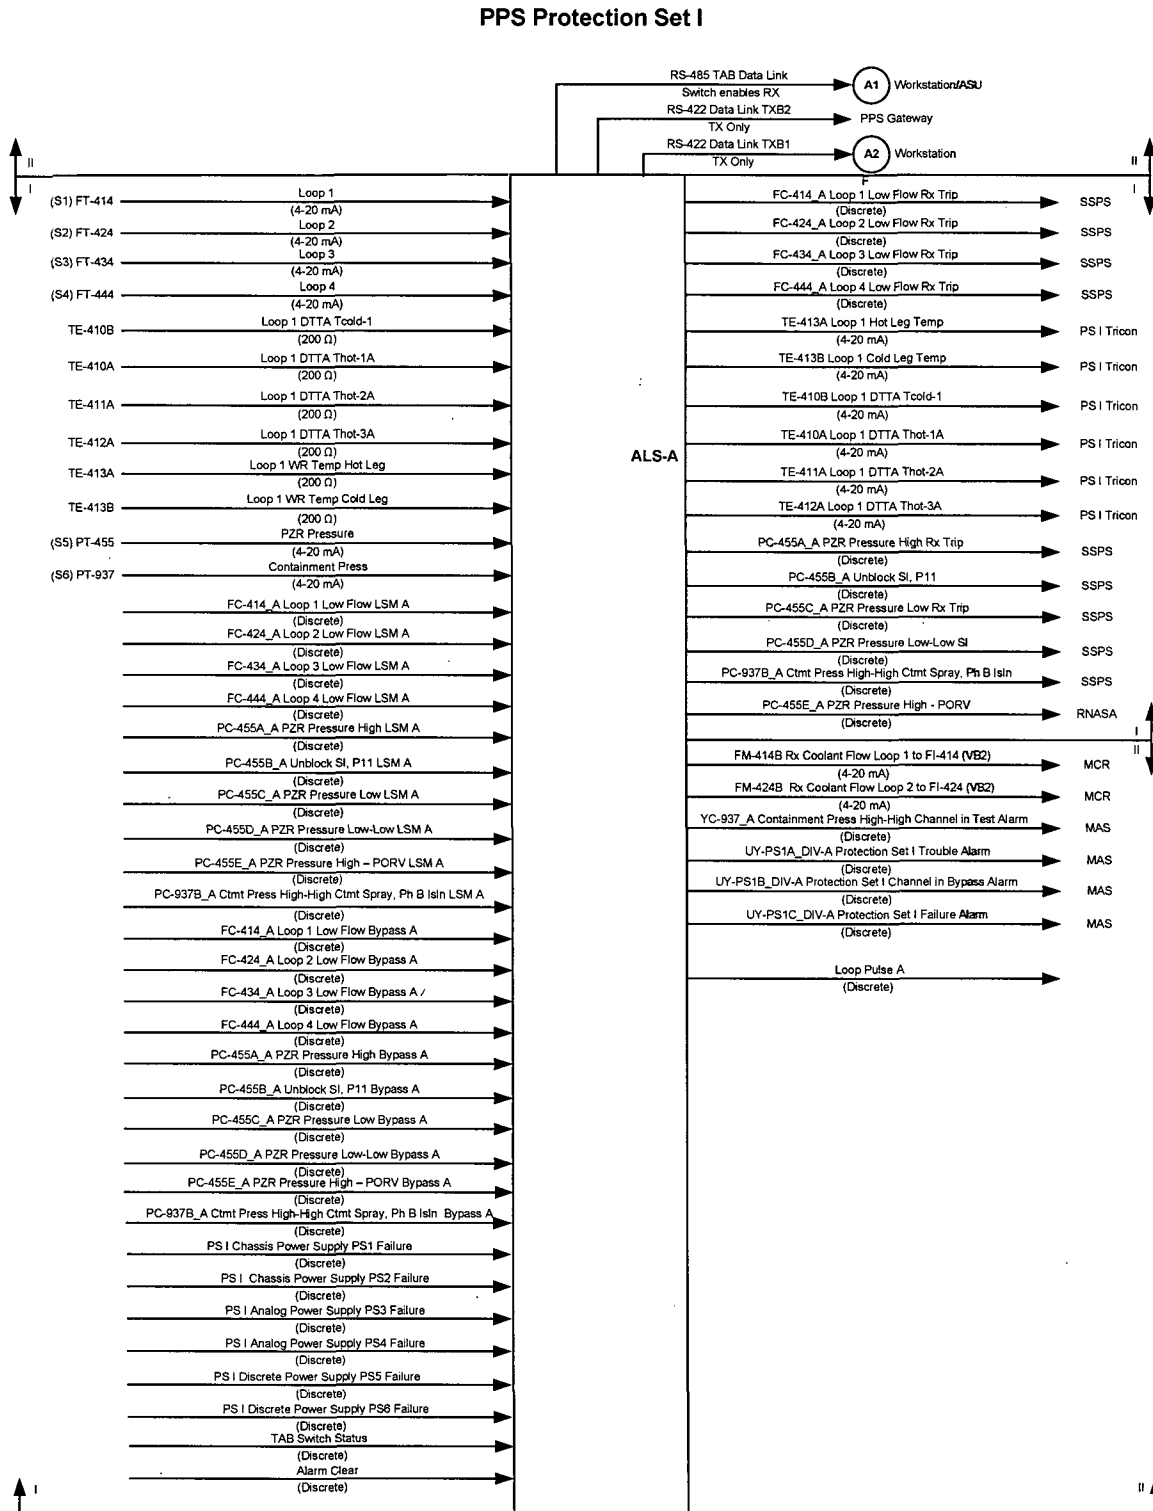 PPS Protection Set I
RS-485 TAB Data Link
Switch enables RX
A1 Workstation/ASU
RS-422 Data Link TXB2
TX Only
PPS Gateway
RS-422 Data Link TXB1
TX Only
A2 Workstation
II
I
II
I
F
(S1) FT-414
Loop 1
(4-20 mA)
(S2) FT-424
Loop 2
(4-20 mA)
(S3) FT-434
Loop 3
(4-20 mA)
(S4) FT-444
Loop 4
(4-20 mA)
TE-410B
Loop 1 DTTA Tcold-1
(200 Ω)
TE-410A
Loop 1 DTTA Thot-1A
(200 Ω)
TE-411A
Loop 1 DTTA Thot-2A
(200 Ω)
TE-412A
Loop 1 DTTA Thot-3A
(200 Ω)
TE-413A
Loop 1 WR Temp Hot Leg
(200 Ω)
TE-413B
Loop 1 WR Temp Cold Leg
(200 Ω)
(S5) PT-455
PZR Pressure
(4-20 mA)
(S6) PT-937
Containment Press
(4-20 mA)
FC-414_A Loop 1 Low Flow LSM A
(Discrete)
FC-424_A Loop 2 Low Flow LSM A
(Discrete)
FC-434_A Loop 3 Low Flow LSM A
(Discrete)
FC-444_A Loop 4 Low Flow LSM A
(Discrete)
PC-455A_A PZR Pressure High LSM A
(Discrete)
PC-455B_A Unblock SI, P11 LSM A
(Discrete)
PC-455C_A PZR Pressure Low LSM A
(Discrete)
PC-455D_A PZR Pressure Low-Low LSM A
(Discrete)
PC-455E_A PZR Pressure High – PORV LSM A
(Discrete)
PC-937B_A Ctmt Press High-High Ctmt Spray, Ph B Isln LSM A
(Discrete)
FC-414_A Loop 1 Low Flow Bypass A
(Discrete)
FC-424_A Loop 2 Low Flow Bypass A
(Discrete)
FC-434_A Loop 3 Low Flow Bypass A
(Discrete)
FC-444_A Loop 4 Low Flow Bypass A
(Discrete)
PC-455A_A PZR Pressure High Bypass A
(Discrete)
PC-455B_A Unblock SI, P11 Bypass A
(Discrete)
PC-455C_A PZR Pressure Low Bypass A
(Discrete)
PC-455D_A PZR Pressure Low-Low Bypass A
(Discrete)
PC-455E_A PZR Pressure High – PORV Bypass A
(Discrete)
PC-937B_A Ctmt Press High-High Ctmt Spray, Ph B Isln Bypass A
(Discrete)
PS I Chassis Power Supply PS1 Failure
(Discrete)
PS I Chassis Power Supply PS2 Failure
(Discrete)
PS I Analog Power Supply PS3 Failure
(Discrete)
PS I Analog Power Supply PS4 Failure
(Discrete)
PS I Discrete Power Supply PS5 Failure
(Discrete)
PS I Discrete Power Supply PS6 Failure
(Discrete)
TAB Switch Status
(Discrete)
Alarm Clear
(Discrete)
I
ALS-A
FC-414_A Loop 1 Low Flow Rx Trip
(Discrete)
SSPS
FC-424_A Loop 2 Low Flow Rx Trip
(Discrete)
SSPS
FC-434_A Loop 3 Low Flow Rx Trip
(Discrete)
SSPS
FC-444_A Loop 4 Low Flow Rx Trip
(Discrete)
SSPS
TE-413A Loop 1 Hot Leg Temp
(4-20 mA)
PS I Tricon
TE-413B Loop 1 Cold Leg Temp
(4-20 mA)
PS I Tricon
TE-410B Loop 1 DTTA Tcold-1
(4-20 mA)
PS I Tricon
TE-410A Loop 1 DTTA Thot-1A
(4-20 mA)
PS I Tricon
TE-411A Loop 1 DTTA Thot-2A
(4-20 mA)
PS I Tricon
TE-412A Loop 1 DTTA Thot-3A
(4-20 mA)
PS I Tricon
PC-455A_A PZR Pressure High Rx Trip
(Discrete)
SSPS
PC-455B_A Unblock SI, P11
(Discrete)
SSPS
PC-455C_A PZR Pressure Low Rx Trip
(Discrete)
SSPS
PC-455D_A PZR Pressure Low-Low SI
(Discrete)
SSPS
PC-937B_A Ctmt Press High-High Ctmt Spray, Ph B Isln
(Discrete)
SSPS
PC-455E_A PZR Pressure High - PORV
(Discrete)
RNASA
I
II
FM-414B Rx Coolant Flow Loop 1 to FI-414 (VB2)
(4-20 mA)
MCR
FM-424B Rx Coolant Flow Loop 2 to FI-424 (VB2)
(4-20 mA)
MCR
YC-937_A Containment Press High-High Channel in Test Alarm
(Discrete)
MAS
UY-PS1A_DIV-A Protection Set I Trouble Alarm
(Discrete)
MAS
UY-PS1B_DIV-A Protection Set I Channel in Bypass Alarm
(Discrete)
MAS
UY-PS1C_DIV-A Protection Set I Failure Alarm
(Discrete)
MAS
Loop Pulse A
(Discrete)
II